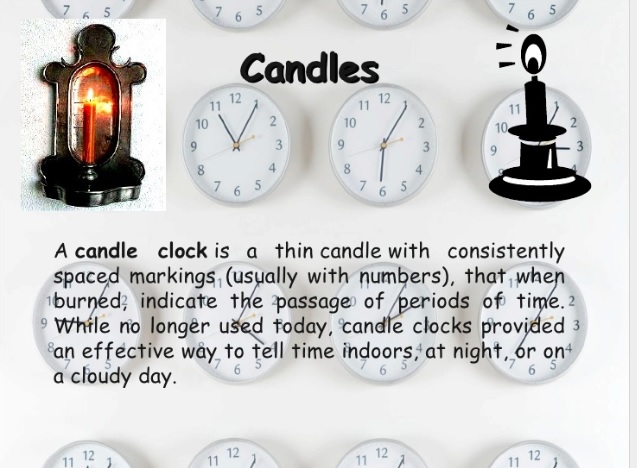 Candles
A candle clock is a thin candle with consistently
spaced markings (usually with numbers), that when
burned, indicate the passage of periods of time.
While no longer used today, candle clocks provided
an effective way to tell time indoors, at night, or on
a cloudy day.